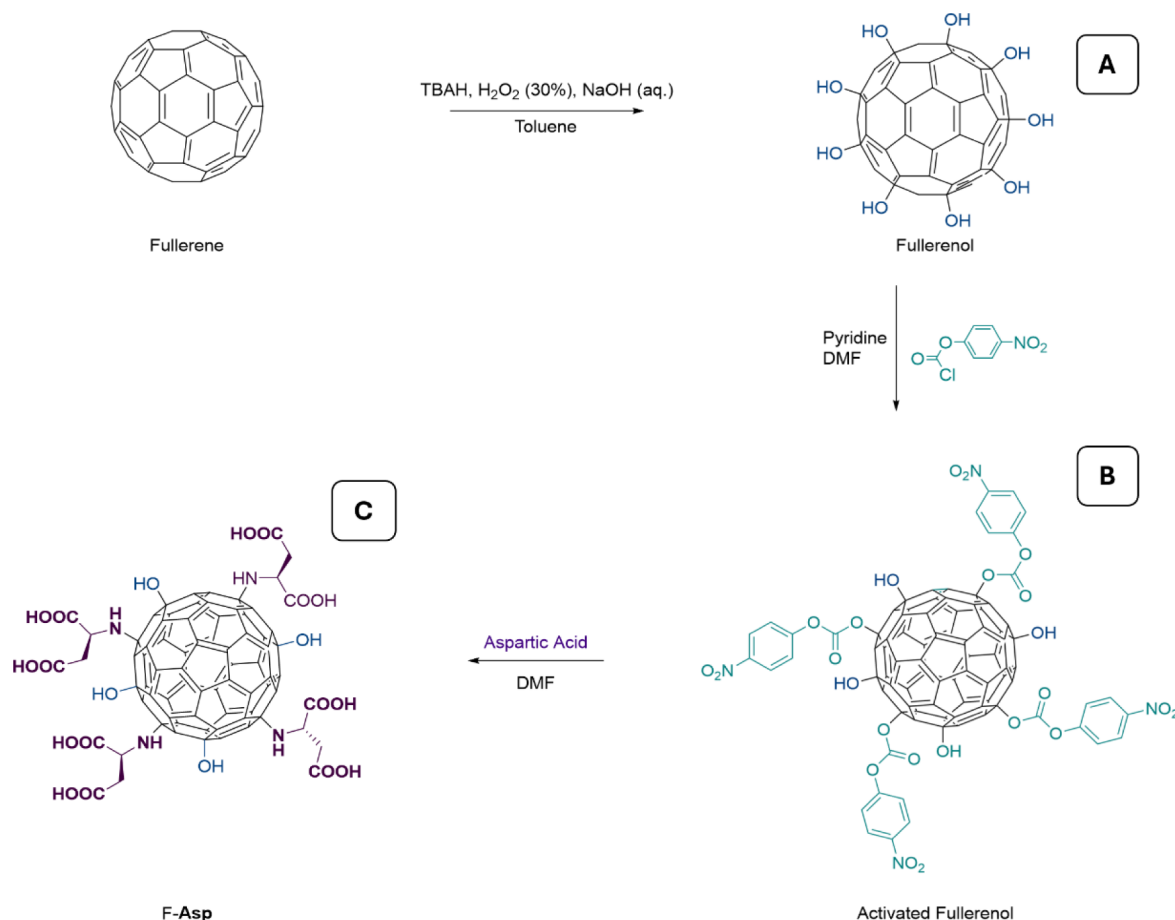 TBAH, H₂O₂ (30%), NaOH (aq.)
Toluene
Fullerene
OH
HO
OH
HO
OH
HO
OH
HO
OH
HO
OH
Fullerenol
A
Pyridine
DMF
O
O
Cl
NO₂
B
O₂N
O
O
O
HO
OH
O
O
O
O₂N
HO
O
O
O
NO₂
O
O
OH
O
NO₂
Activated Fullerenol
Aspartic Acid
DMF
C
HOOC
HN
COOH
HO
HOOC
H
N
OH
HOOC
HO
COOH
HOOC
NH
N
H
COOH
HOOC
OH
F-Asp